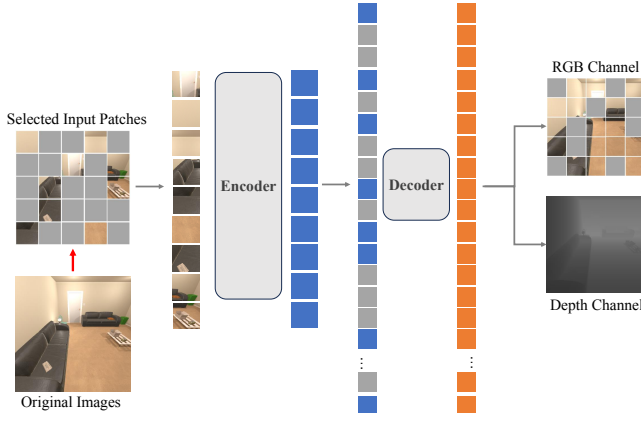 Selected Input Patches
Original Images
Encoder
Decoder
RGB Channel
Depth Channel